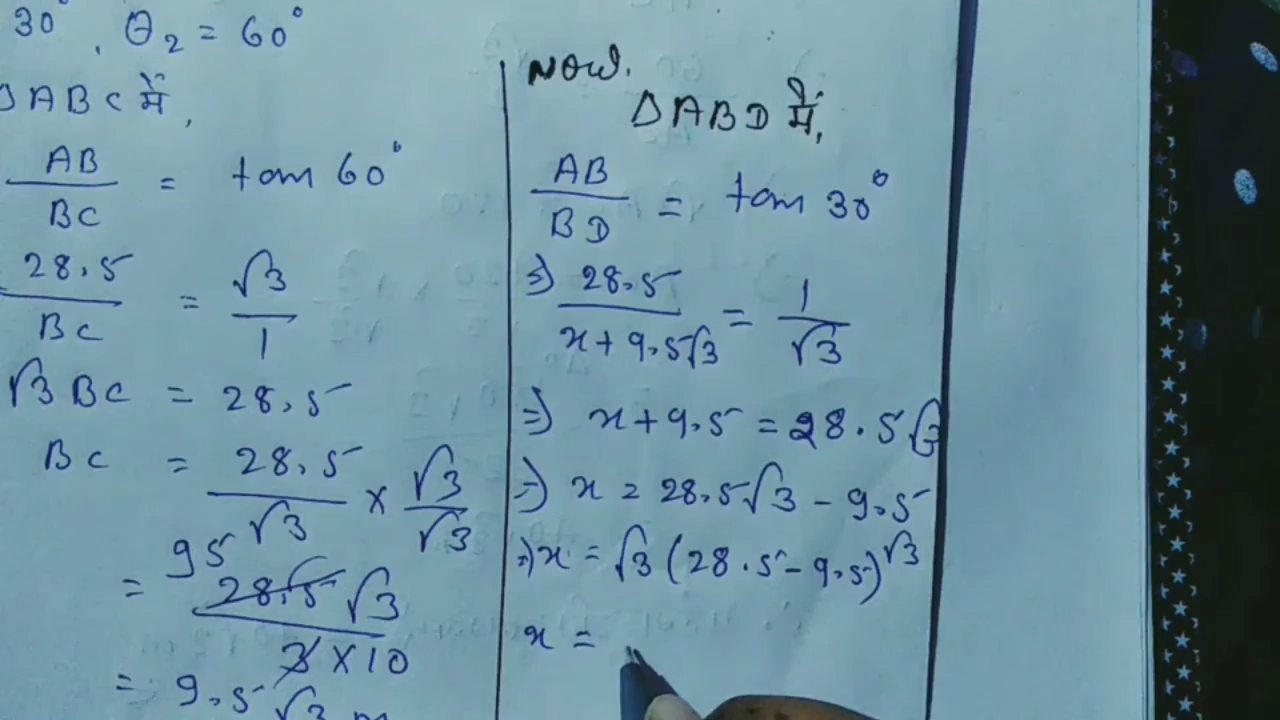 30°, θ₂ = 60°
Δ ABC में,
AB/BC = tan 60°
28.5/BC = √3/1
√3 BC = 28.5
BC = 28.5/√3 × √3/√3
= 95 28.5√3/3×10
= 9.5√3 m
Now.
Δ ABD में,
AB/BD = tan 30°
⇒ 28.5/x+9.5√3 = 1/√3
⇒ x+9.5 = 28.5√3
⇒ x = 28.5√3 − 9.5
⇒ x = √3 (28.5 − 9.5)√3
x =